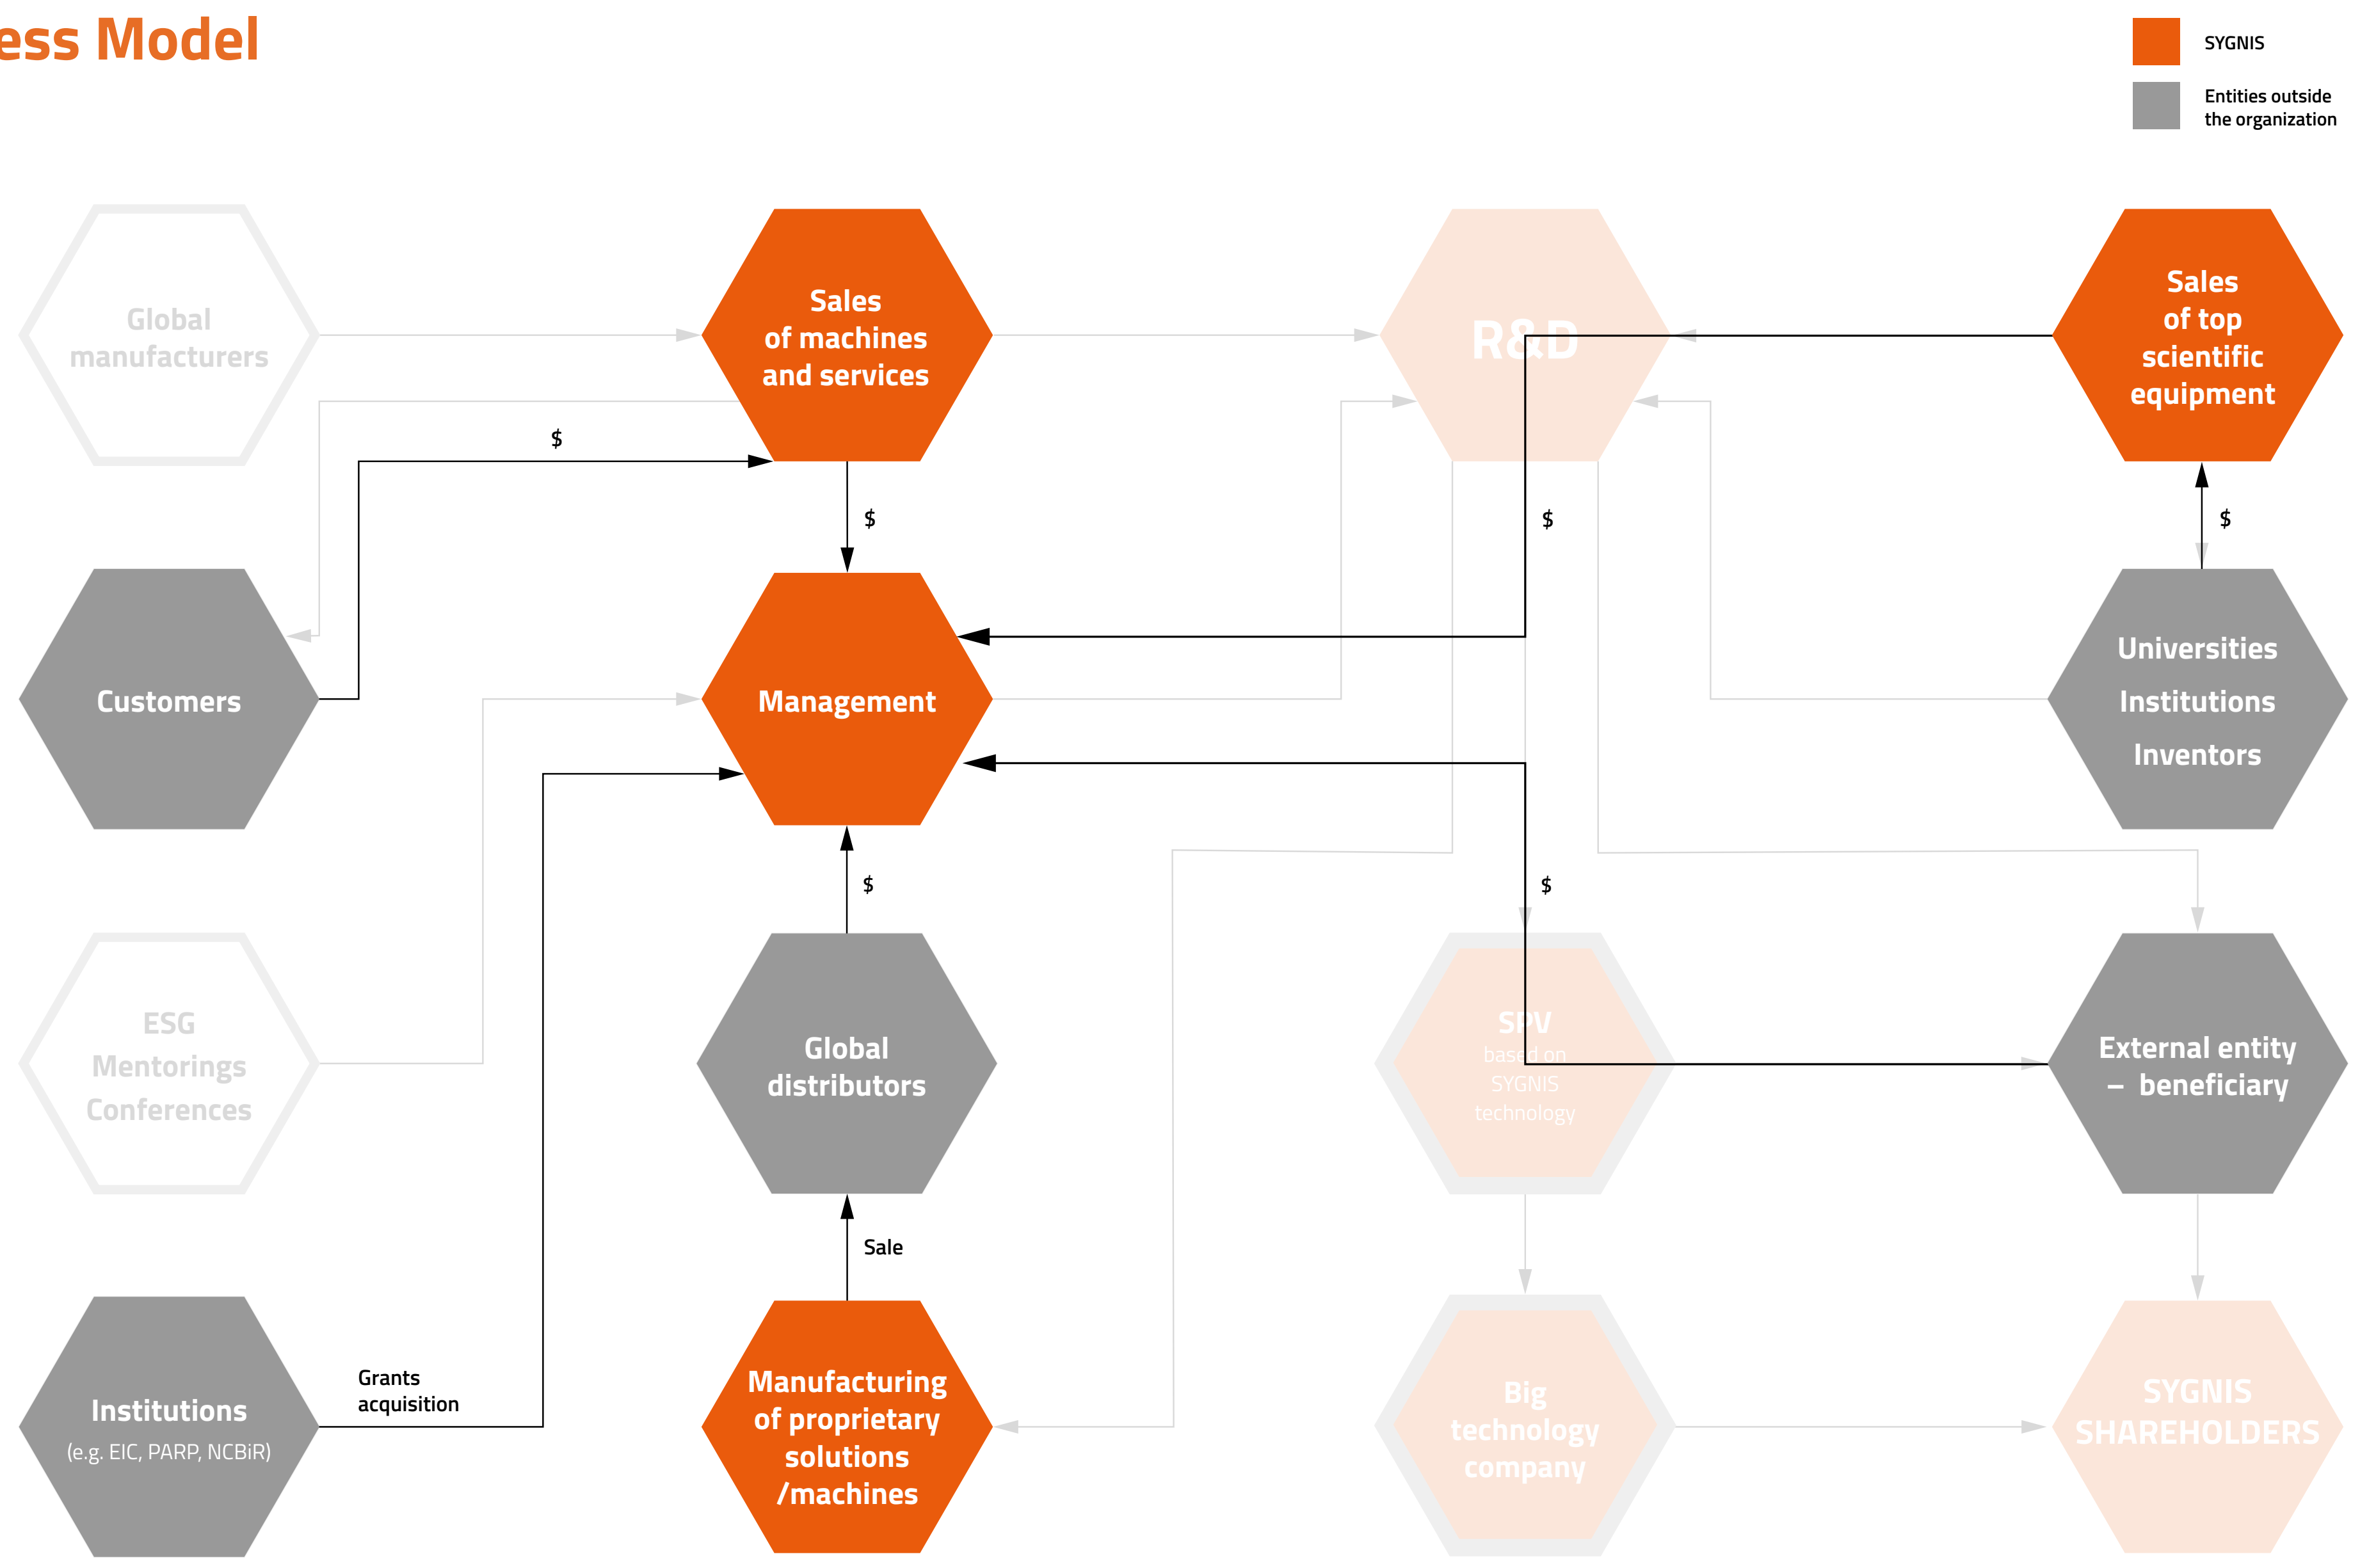 ess Model
SYGNIS
Entities outside
the organization
Global
manufacturers
Sales
of machines
and services
R&D
Sales
of top
scientific
equipment
$
$
$
$
Customers
Management
Universities
Institutions
Inventors
$
$
ESG
Mentorings
Conferences
Global
distributors
SPV
based on
SYGNIS
technology
External entity
– beneficiary
Sale
Grants
acquisition
Institutions
(e.g. EIC, PARP, NCBiR)
Manufacturing
of proprietary
solutions
/machines
Big
technology
company
SYGNIS
SHAREHOLDERS